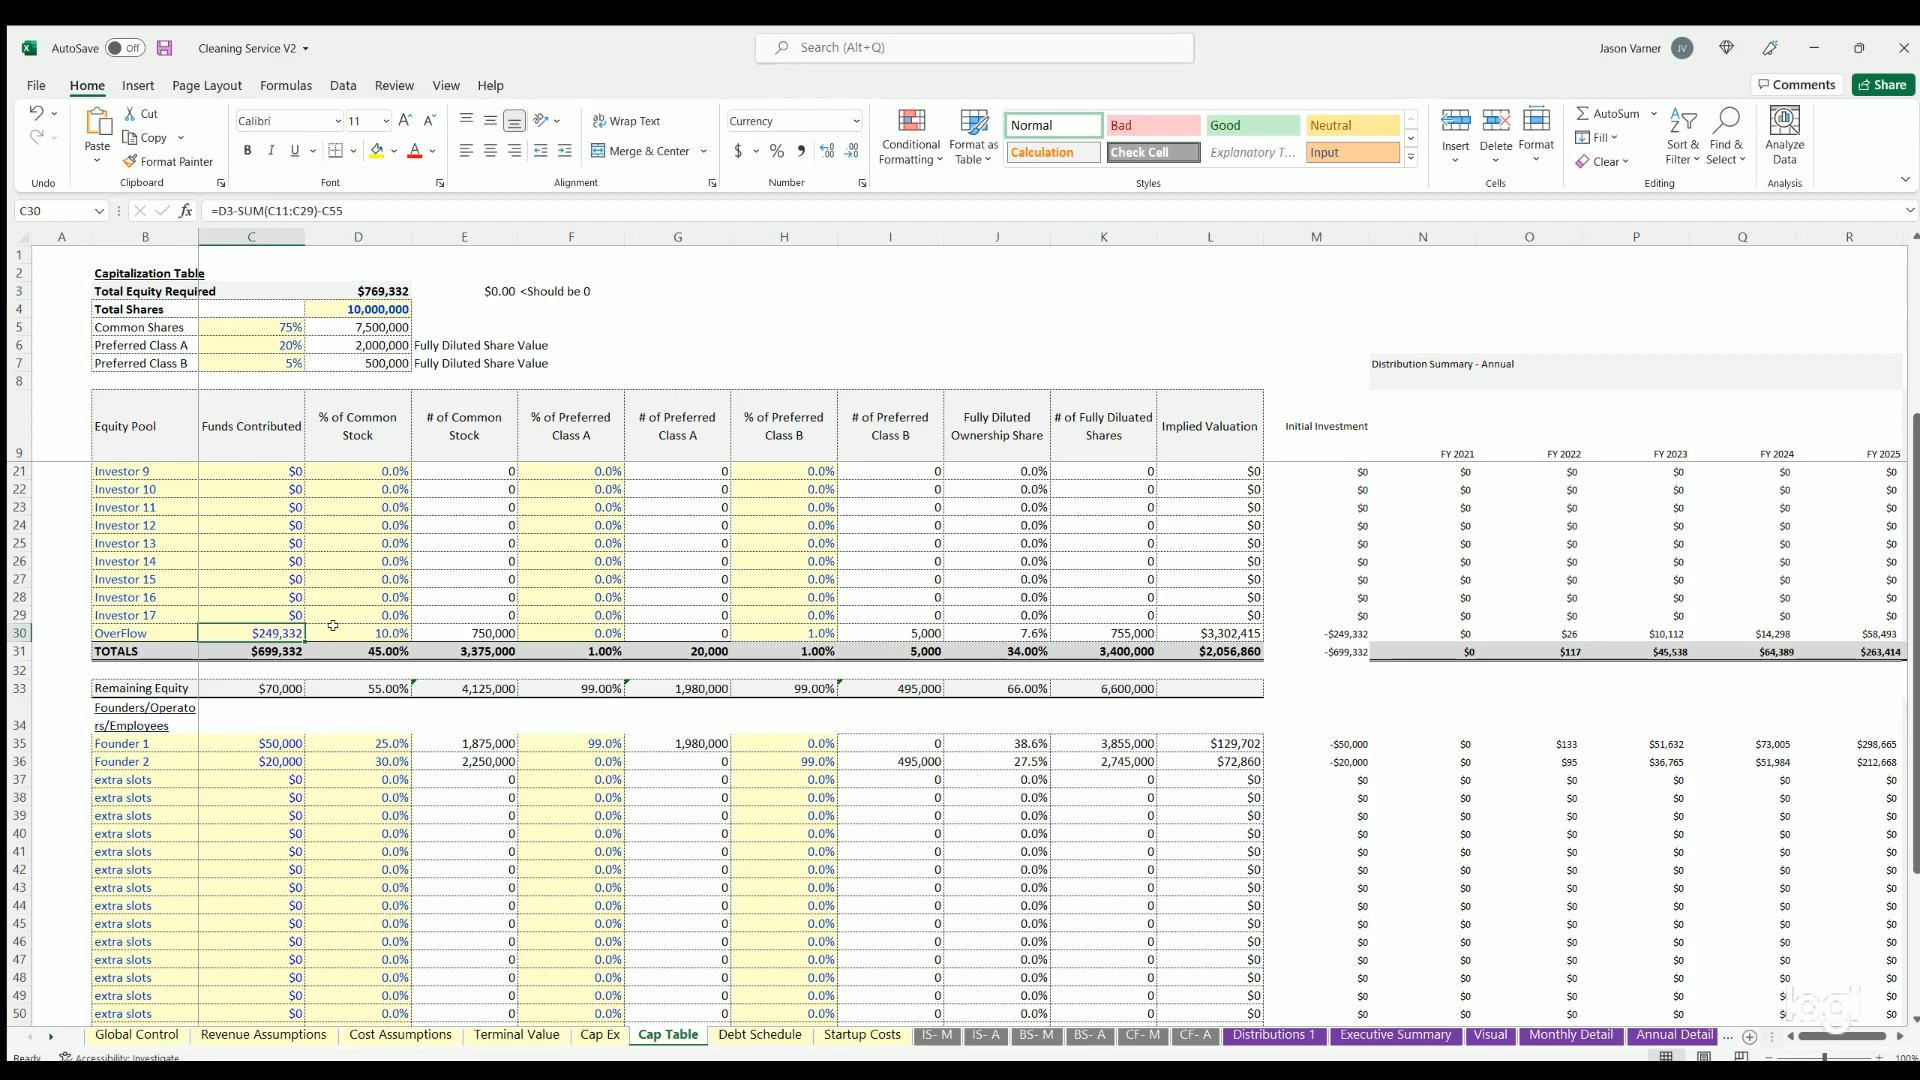 AutoSave Off Cleaning Service V2 Search (Alt+Q) Jason Varner JV
File Home Insert Page Layout Formulas Data Review View Help Comments Share
Cut Calibri 11 Wrap Text Currency Normal Bad Good Neutral AutoSum
Paste Copy Format Painter Merge & Center Conditional Formatting Format as Table Calculation Check Cell Explanatory T... Input Insert Delete Format Fill Clear Sort & Filter Find & Select Analyze Data
Undo Clipboard Font Alignment Number Styles Cells Editing Analysis
C30 fx =D3-SUM(C11:C29)-C55
A B C D E F G H I J K L M N O P Q R
1
2 Capitalization Table
3 Total Equity Required $769,332 $0.00 <Should be 0
4 Total Shares 10,000,000
5 Common Shares 75% 7,500,000
6 Preferred Class A 20% 2,000,000 Fully Diluted Share Value
7 Preferred Class B 5% 500,000 Fully Diluted Share Value Distribution Summary - Annual
8
9 Equity Pool Funds Contributed % of Common Stock # of Common Stock % of Preferred Class A # of Preferred Class A % of Preferred Class B # of Preferred Class B Fully Diluted Ownership Share # of Fully Diluated Shares Implied Valuation Initial Investment FY 2021 FY 2022 FY 2023 FY 2024 FY 2025
21 Investor 9 $0 0.0% 0 0.0% 0 0.0% 0 0.0% 0 $0 $0 $0 $0 $0 $0 $0
22 Investor 10 $0 0.0% 0 0.0% 0 0.0% 0 0.0% 0 $0 $0 $0 $0 $0 $0 $0
23 Investor 11 $0 0.0% 0 0.0% 0 0.0% 0 0.0% 0 $0 $0 $0 $0 $0 $0 $0
24 Investor 12 $0 0.0% 0 0.0% 0 0.0% 0 0.0% 0 $0 $0 $0 $0 $0 $0 $0
25 Investor 13 $0 0.0% 0 0.0% 0 0.0% 0 0.0% 0 $0 $0 $0 $0 $0 $0 $0
26 Investor 14 $0 0.0% 0 0.0% 0 0.0% 0 0.0% 0 $0 $0 $0 $0 $0 $0 $0
27 Investor 15 $0 0.0% 0 0.0% 0 0.0% 0 0.0% 0 $0 $0 $0 $0 $0 $0 $0
28 Investor 16 $0 0.0% 0 0.0% 0 0.0% 0 0.0% 0 $0 $0 $0 $0 $0 $0 $0
29 Investor 17 $0 0.0% 0 0.0% 0 0.0% 0 0.0% 0 $0 $0 $0 $0 $0 $0 $0
30 OverFlow $249,332 10.0% 750,000 0.0% 0 1.0% 5,000 7.6% 755,000 $3,302,415 -$249,332 $0 $26 $10,112 $14,298 $58,493
31 TOTALS $699,332 45.00% 3,375,000 1.00% 20,000 1.00% 5,000 34.00% 3,400,000 $2,056,860 -$699,332 $0 $117 $45,538 $64,389 $263,414
32
33 Remaining Equity $70,000 55.00% 4,125,000 99.00% 1,980,000 99.00% 495,000 66.00% 6,600,000
34 Founders/Operators/Employees
35 Founder 1 $50,000 25.0% 1,875,000 99.0% 1,980,000 0.0% 0 38.6% 3,855,000 $129,702 -$50,000 $0 $133 $51,632 $73,005 $298,665
36 Founder 2 $20,000 30.0% 2,250,000 0.0% 0 99.0% 495,000 27.5% 2,745,000 $72,860 -$20,000 $0 $95 $36,765 $51,984 $212,668
37 extra slots $0 0.0% 0 0.0% 0 0.0% 0 0.0% 0 $0 $0 $0 $0 $0 $0 $0
38 extra slots $0 0.0% 0 0.0% 0 0.0% 0 0.0% 0 $0 $0 $0 $0 $0 $0 $0
39 extra slots $0 0.0% 0 0.0% 0 0.0% 0 0.0% 0 $0 $0 $0 $0 $0 $0 $0
40 extra slots $0 0.0% 0 0.0% 0 0.0% 0 0.0% 0 $0 $0 $0 $0 $0 $0 $0
41 extra slots $0 0.0% 0 0.0% 0 0.0% 0 0.0% 0 $0 $0 $0 $0 $0 $0 $0
42 extra slots $0 0.0% 0 0.0% 0 0.0% 0 0.0% 0 $0 $0 $0 $0 $0 $0 $0
43 extra slots $0 0.0% 0 0.0% 0 0.0% 0 0.0% 0 $0 $0 $0 $0 $0 $0 $0
44 extra slots $0 0.0% 0 0.0% 0 0.0% 0 0.0% 0 $0 $0 $0 $0 $0 $0 $0
45 extra slots $0 0.0% 0 0.0% 0 0.0% 0 0.0% 0 $0 $0 $0 $0 $0 $0 $0
46 extra slots $0 0.0% 0 0.0% 0 0.0% 0 0.0% 0 $0 $0 $0 $0 $0 $0 $0
47 extra slots $0 0.0% 0 0.0% 0 0.0% 0 0.0% 0 $0 $0 $0 $0 $0 $0 $0
48 extra slots $0 0.0% 0 0.0% 0 0.0% 0 0.0% 0 $0 $0 $0 $0 $0 $0 $0
49 extra slots $0 0.0% 0 0.0% 0 0.0% 0 0.0% 0 $0 $0 $0 $0 $0 $0 $0
50 extra slots $0 0.0% 0 0.0% 0 0.0% 0 0.0% 0 $0 $0 $0 $0 $0 $0 $0
logi
Global Control Revenue Assumptions Cost Assumptions Terminal Value Cap Ex Cap Table Debt Schedule Startup Costs IS- M IS- A BS- M BS- A CF- M CF- A Distributions 1 Executive Summary Visual Monthly Detail Annual Detail ...
Ready Accessibility: Investigate 100%